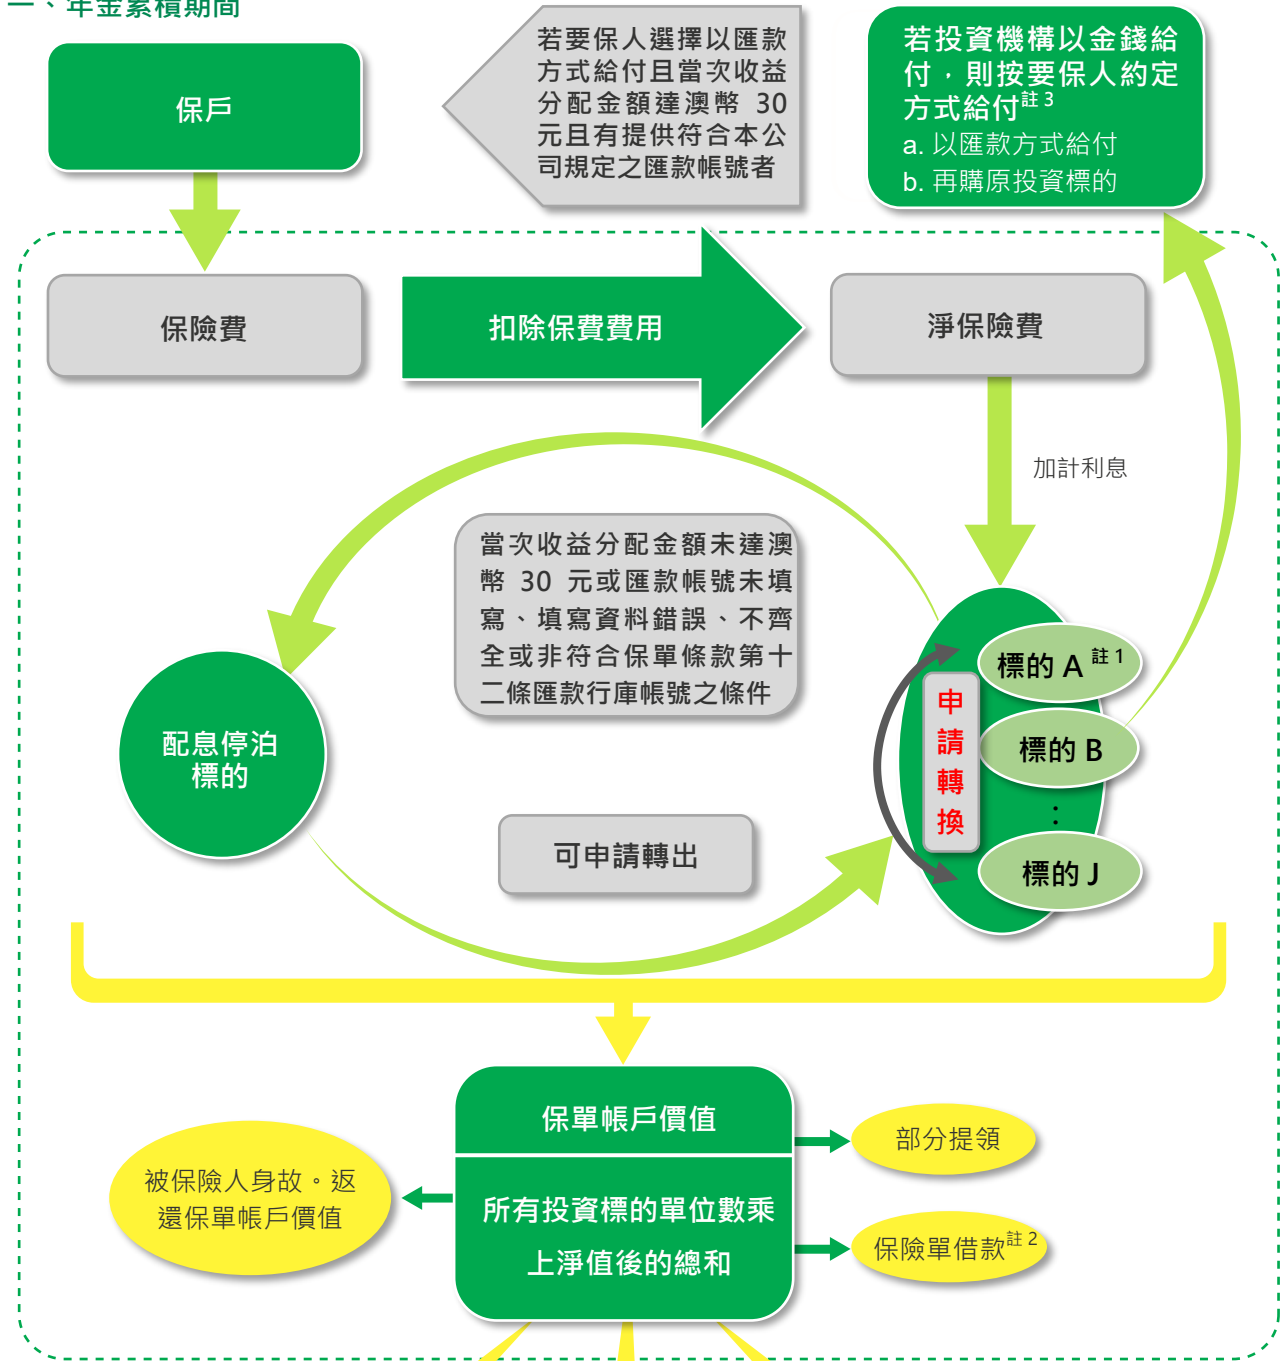 一、年金累積期間
保戶
若要保人選擇以匯款
方式給付且當次收益
分配金額達澳幣 30
元且有提供符合本公
司規定之匯款帳號者
若投資機構以金錢給
付，則按要保人約定
方式給付註3
a. 以匯款方式給付
b. 再購原投資標的
保險費
扣除保費費用
淨保險費
加計利息
當次收益分配金額未達澳
幣 30 元或匯款帳號未填
寫、填寫資料錯誤、不齊
全或非符合保單條款第十
二條匯款行庫帳號之條件
配息停泊
標的
可申請轉出
申
請
轉
換
標的 A 註1
標的 B
：
標的 J
保單帳戶價值
所有投資標的單位數乘
上淨值後的總和
被保險人身故。返
還保單帳戶價值
部分提領
保險單借款註2